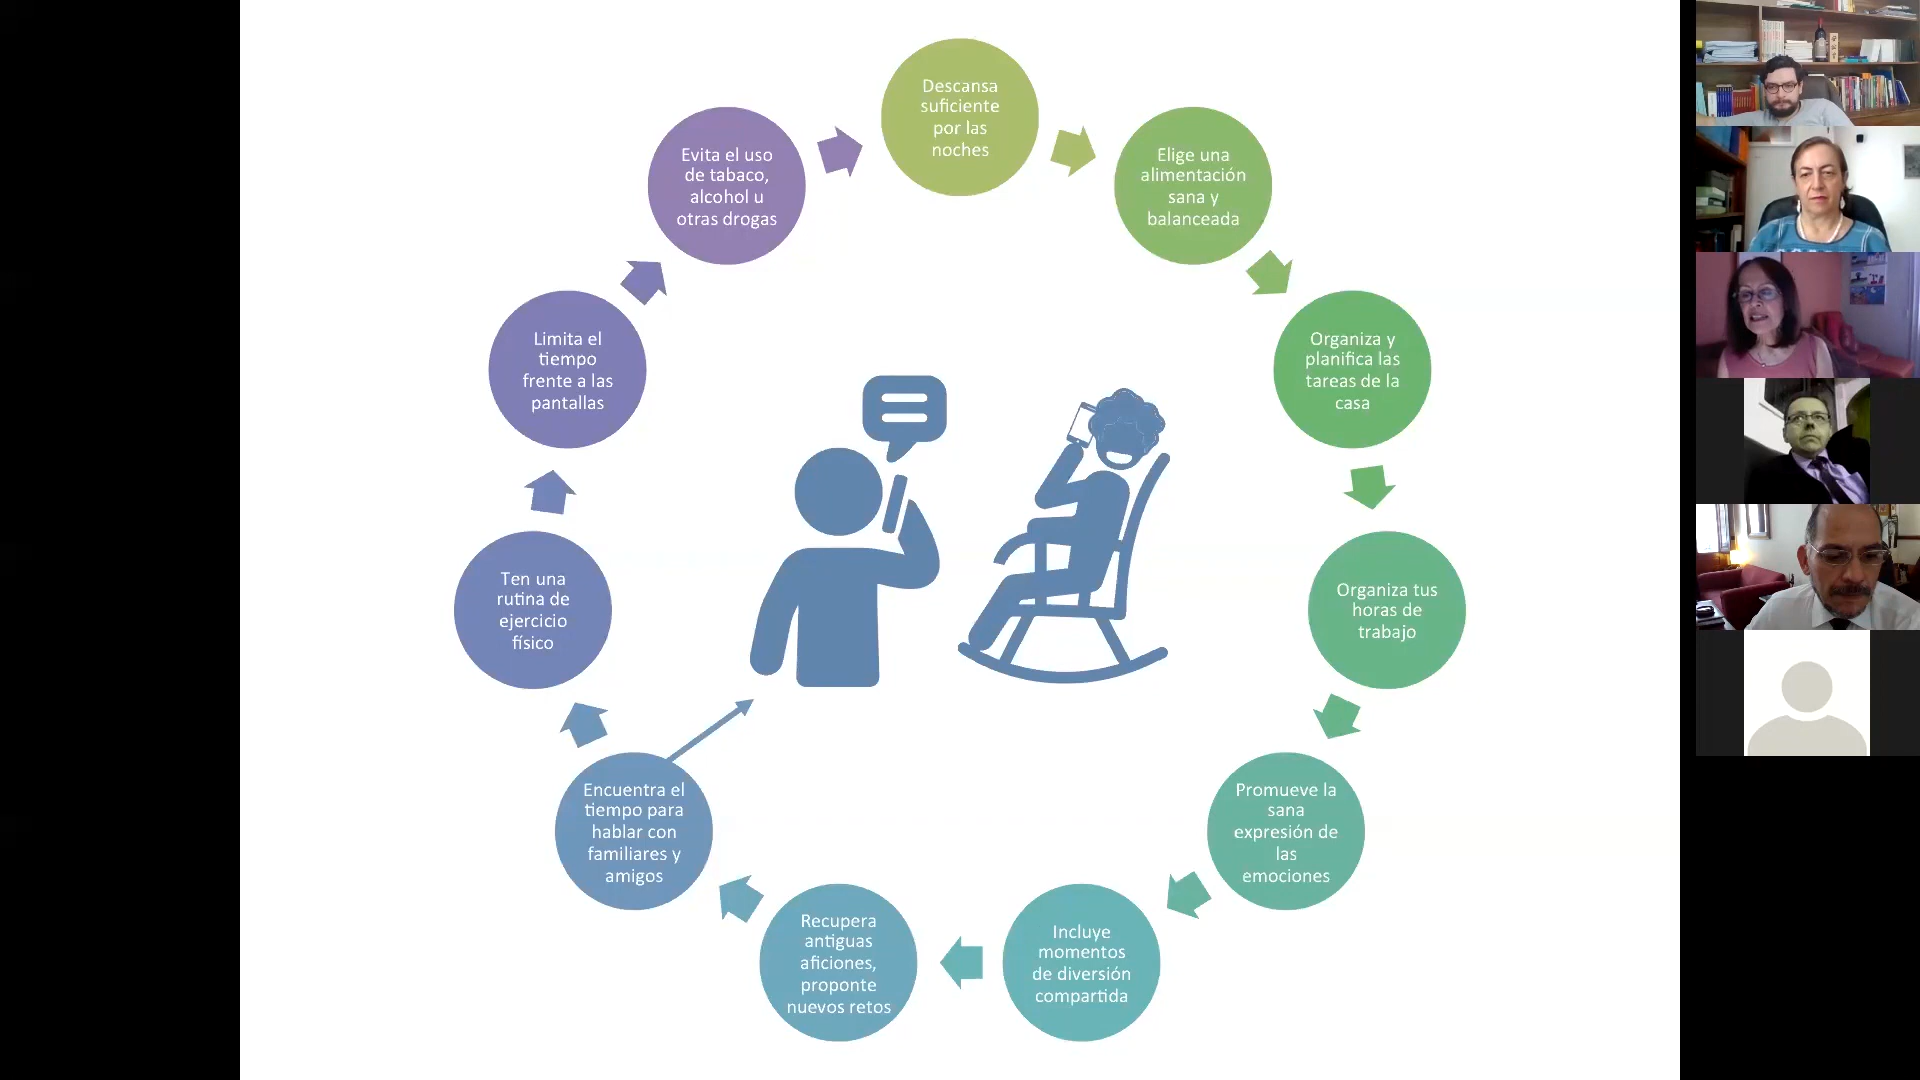 Descansa
suficiente
por las
noches
Elige una
alimentación
sana y
balanceada
Organiza y
planifica las
tareas de la
casa
Organiza tus
horas de
trabajo
Promueve la
sana
expresión de
las
emociones
Incluye
momentos
de diversión
compartida
Recupera
antiguas
aficiones,
proponte
nuevos retos
Encuentra el
tiempo para
hablar con
familiares y
amigos
Ten una
rutina de
ejercicio
físico
Limita el
tiempo
frente a las
pantallas
Evita el uso
de tabaco,
alcohol u
otras drogas